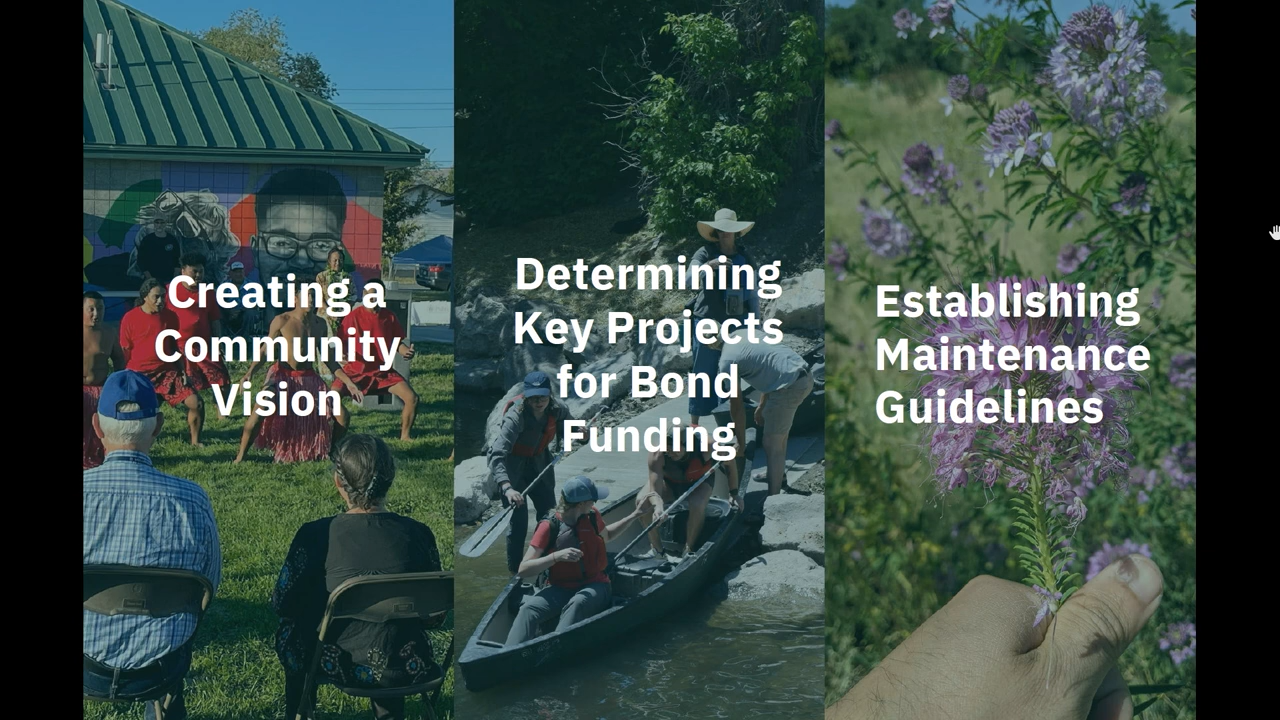 Creating a
Community
Vision
Determining
Key Projects
for Bond
Funding
Establishing
Maintenance
Guidelines